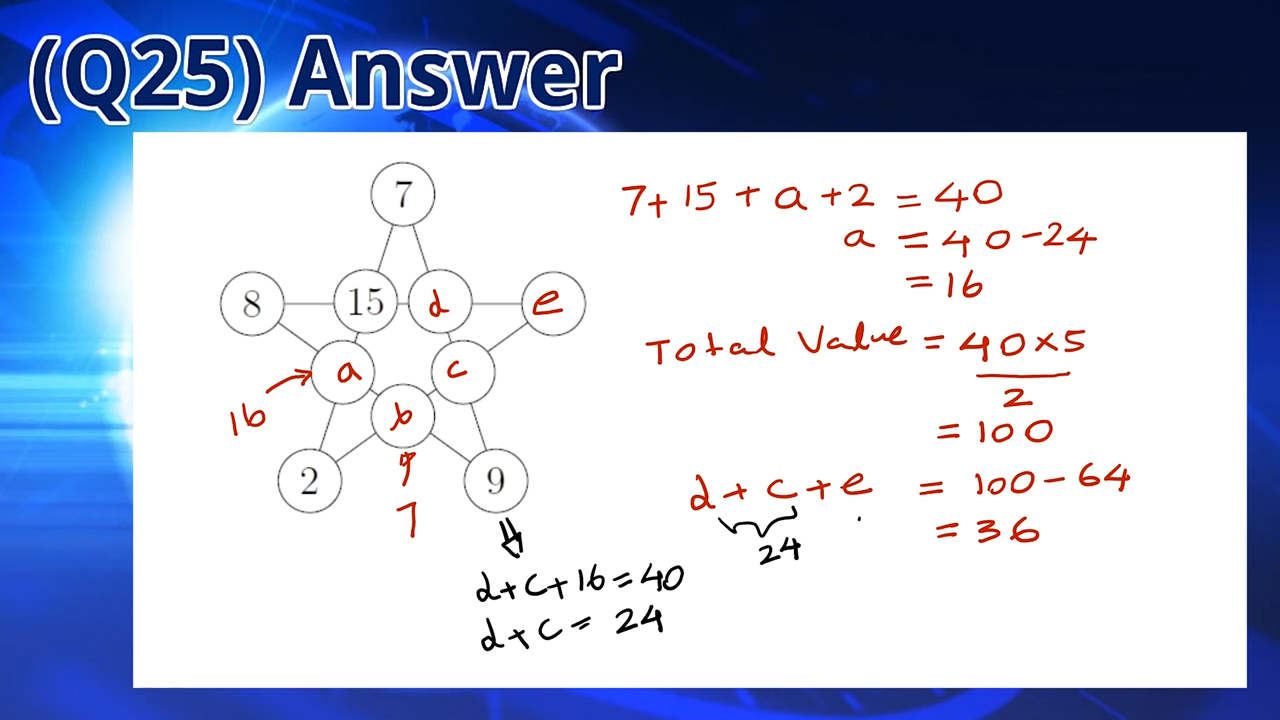 (Q25) Answer
7
8
15
d
e
a
c
16
b
2
9
7
7+15+a+2 = 40
a = 40-24
= 16
Total Value = 40×5
2
= 100
d+c+e = 100-64
24
= 36
d+c+16=40
d+c= 24